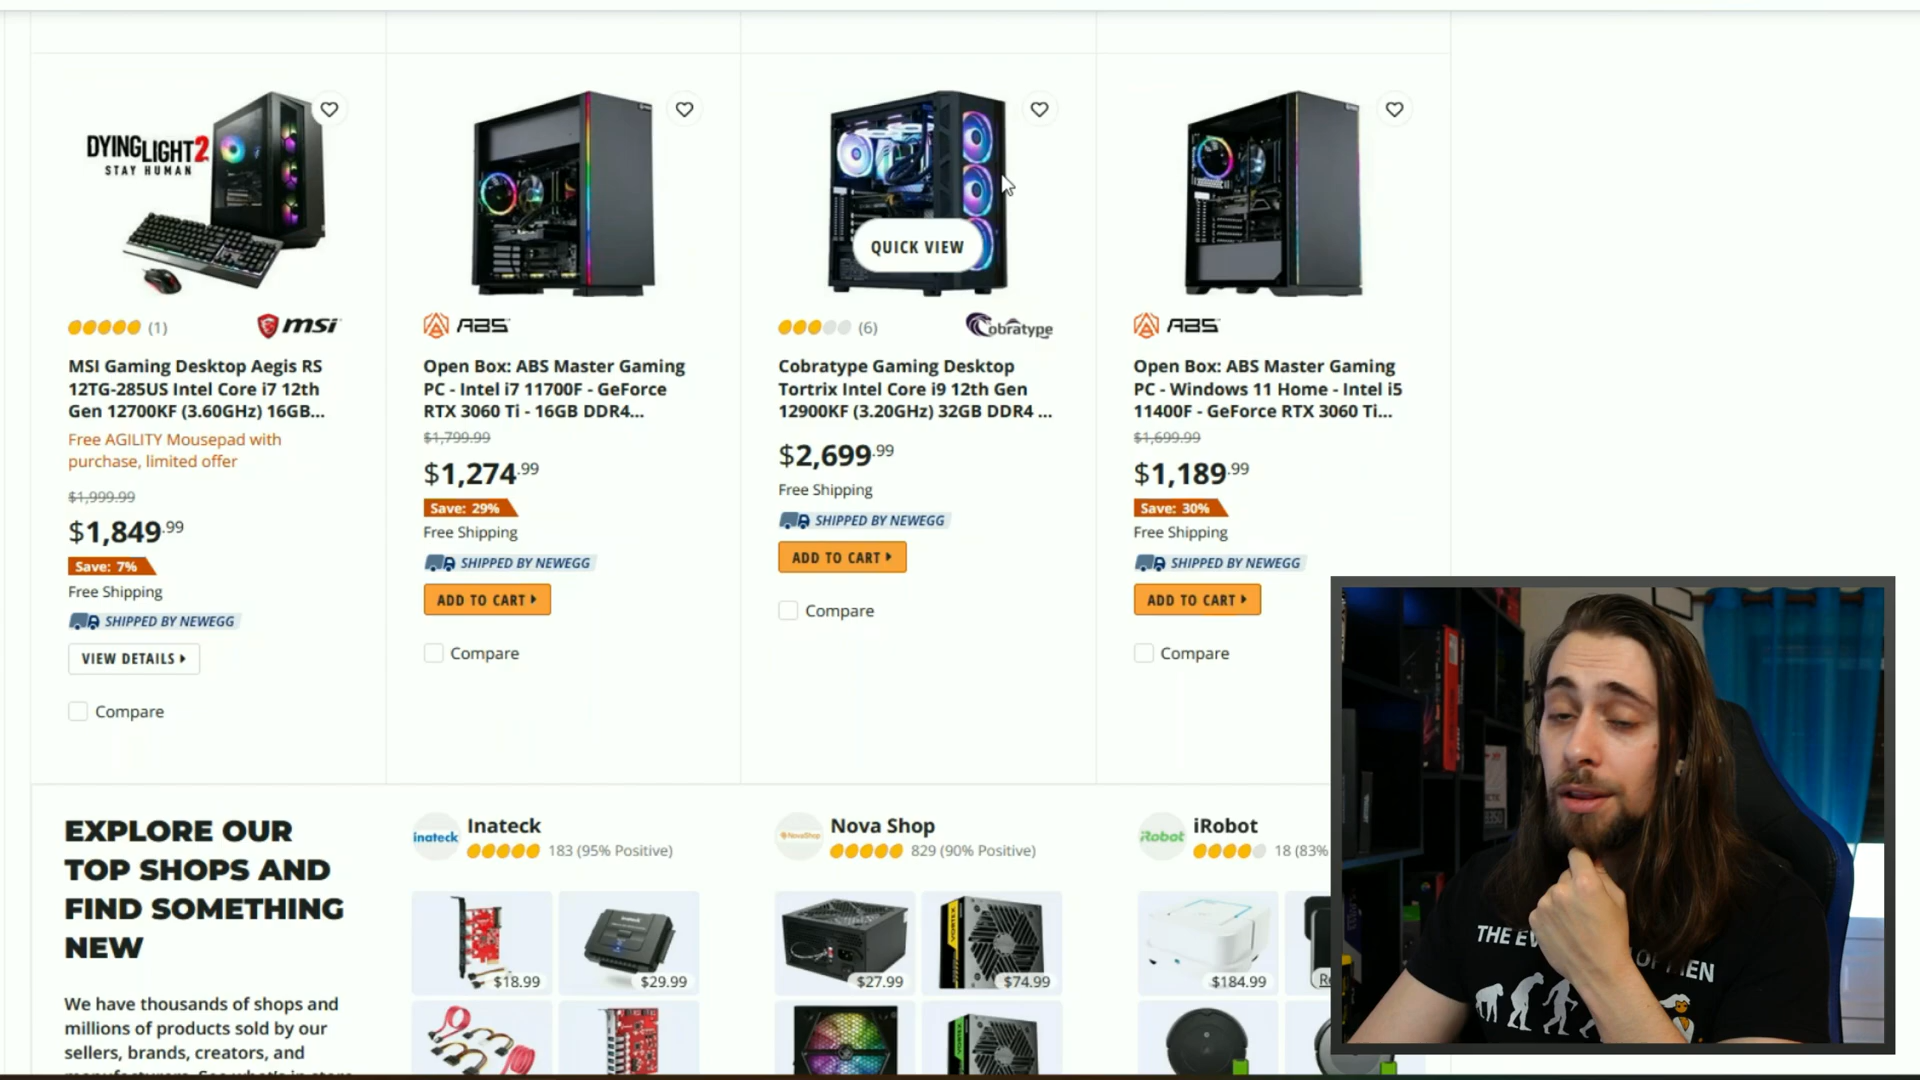 DYINGLIGHT2
STAY HUMAN
QUICK VIEW
(1)
msi
ABS
(6)
Cobratype
ABS
MSI Gaming Desktop Aegis RS
12TG-285US Intel Core i7 12th
Gen 12700KF (3.60GHz) 16GB...
Free AGILITY Mousepad with
purchase, limited offer
$1,999.99
$1,849.99
Save: 7%
Free Shipping
SHIPPED BY NEWEGG
VIEW DETAILS
Compare
Open Box: ABS Master Gaming
PC - Intel i7 11700F - GeForce
RTX 3060 Ti - 16GB DDR4...
$1,799.99
$1,274.99
Save: 29%
Free Shipping
SHIPPED BY NEWEGG
ADD TO CART
Compare
Cobratype Gaming Desktop
Tortrix Intel Core i9 12th Gen
12900KF (3.20GHz) 32GB DDR4 ...
$2,699.99
Free Shipping
SHIPPED BY NEWEGG
ADD TO CART
Compare
Open Box: ABS Master Gaming
PC - Windows 11 Home - Intel i5
11400F - GeForce RTX 3060 Ti...
$1,699.99
$1,189.99
Save: 30%
Free Shipping
SHIPPED BY NEWEGG
ADD TO CART
Compare
EXPLORE OUR
TOP SHOPS AND
FIND SOMETHING
NEW
We have thousands of shops and
millions of products sold by our
sellers, brands, creators, and
inateck
Inateck
183 (95% Positive)
$18.99
$29.99
NovaShop
Nova Shop
829 (90% Positive)
$27.99
$74.99
iRobot
iRobot
18 (83%
$184.99
THE EV
OF MEN